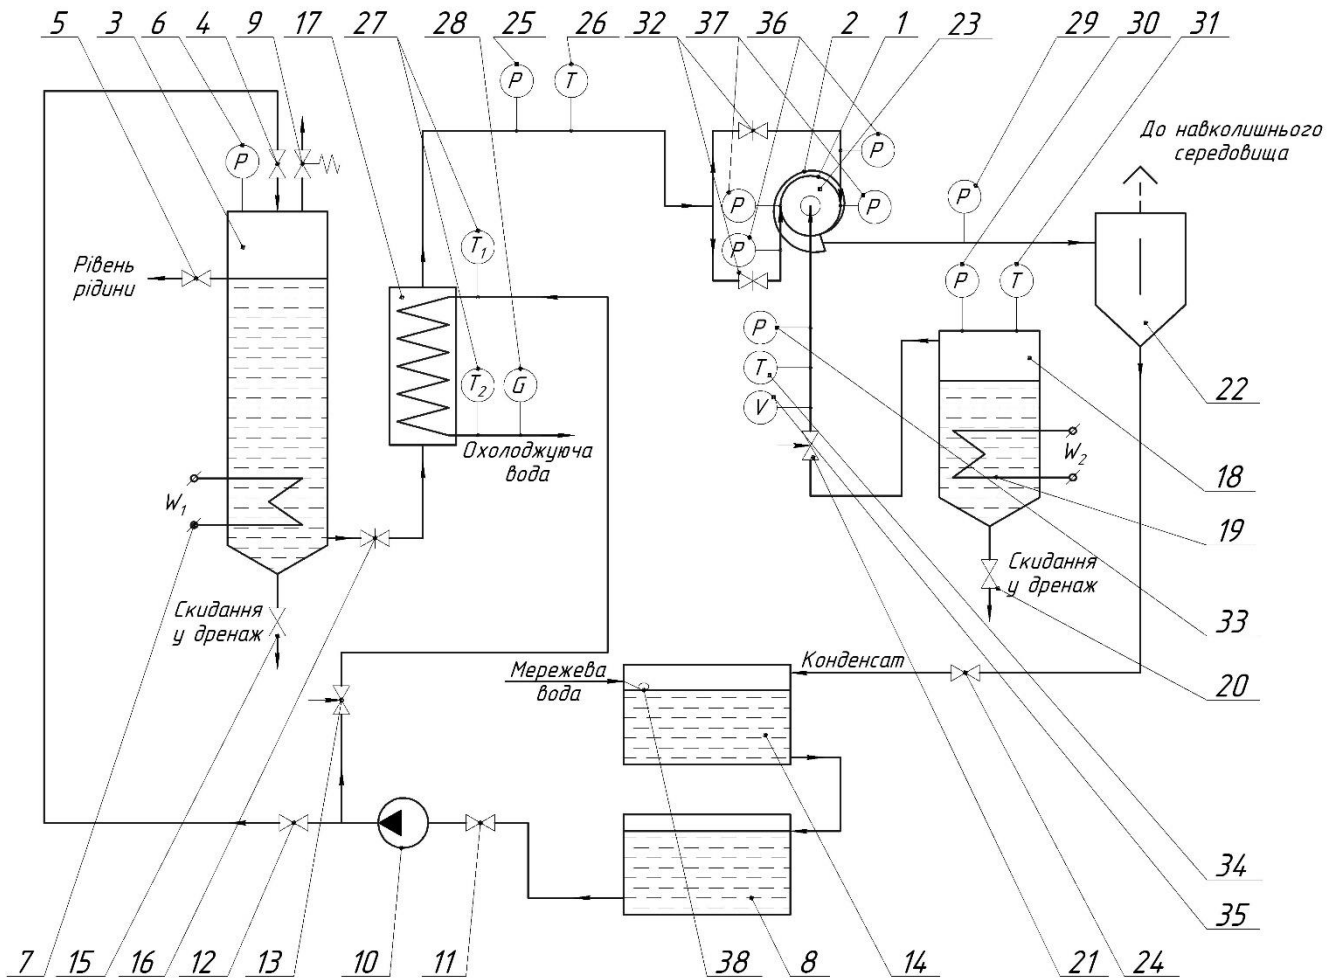 5 3 6 4 9 17 27 28 25 26 32 37 36 2 1 23 29 30 31
P
T
До навколишнього
середовища
P
P
P
P
P
P
P
T
Рівень
рідини
T1
T2
G
Охолоджуюча
вода
P
T
V
22
W1
W2
18
19
Скидання
у дренаж
Скидання
у дренаж
33
Мережева
вода
Конденсат
20
34
35
7 15 16 12 13 10 11 38 8 14 21 24